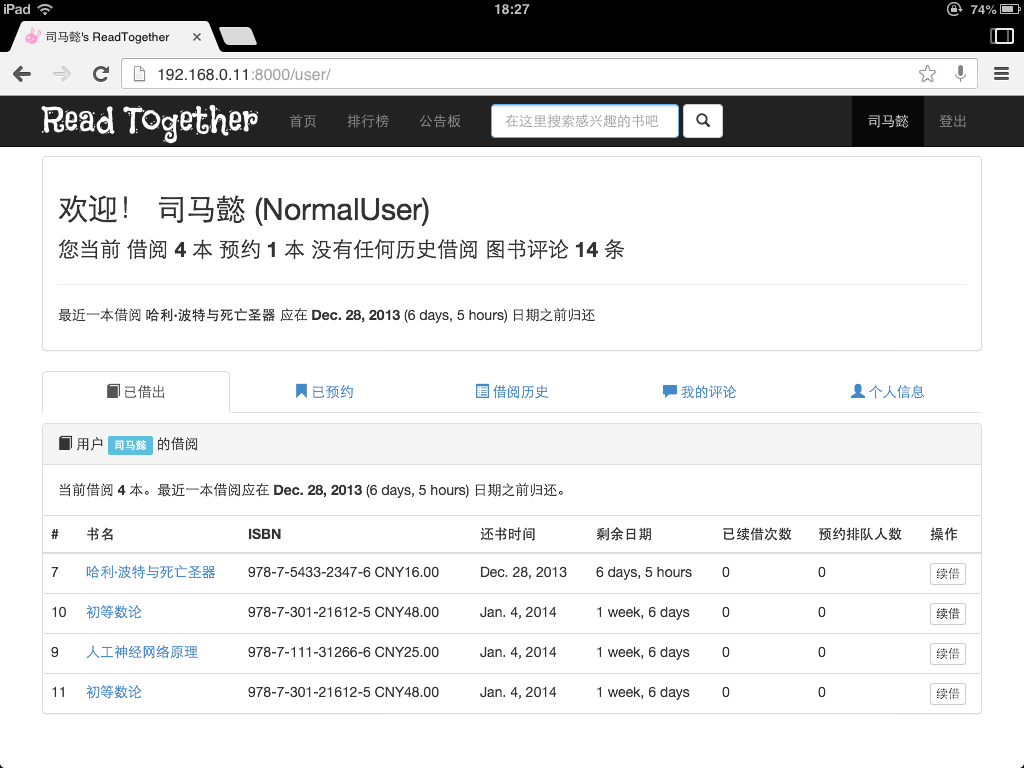 iPad 18:27 74%
司马懿's ReadTogether ×
192.168.0.11:8000/user/
Read Together 首页 排行榜 公告板 在这里搜索感兴趣的书吧 司马懿 登出
欢迎! 司马懿 (NormalUser)
您当前 借阅 4 本 预约 1 本 没有任何历史借阅 图书评论 14 条
最近一本借阅 哈利·波特与死亡圣器 应在 Dec. 28, 2013 (6 days, 5 hours) 日期之前归还
已借出 已预约 借阅历史 我的评论 个人信息
用户 司马懿 的借阅
当前借阅 4 本。最近一本借阅应在 Dec. 28, 2013 (6 days, 5 hours) 日期之前归还。
# 书名 ISBN 还书时间 剩余日期 已续借次数 预约排队人数 操作
7 哈利·波特与死亡圣器 978-7-5433-2347-6 CNY16.00 Dec. 28, 2013 6 days, 5 hours 0 0 续借
10 初等数论 978-7-301-21612-5 CNY48.00 Jan. 4, 2014 1 week, 6 days 0 0 续借
9 人工神经网络原理 978-7-111-31266-6 CNY25.00 Jan. 4, 2014 1 week, 6 days 0 0 续借
11 初等数论 978-7-301-21612-5 CNY48.00 Jan. 4, 2014 1 week, 6 days 0 0 续借